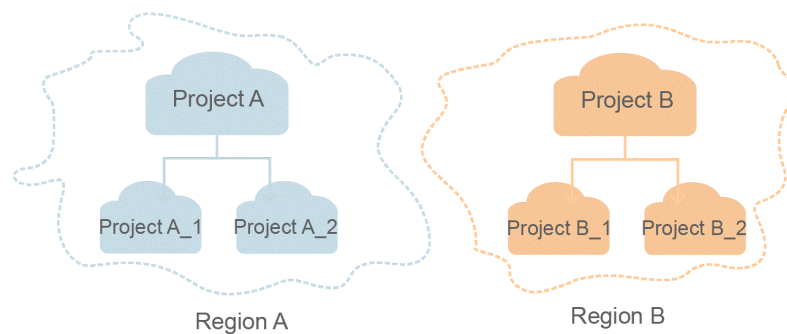 Project A
Project B
Project A_1
Project A_2
Project B_1
Project B_2
Region A
Region B